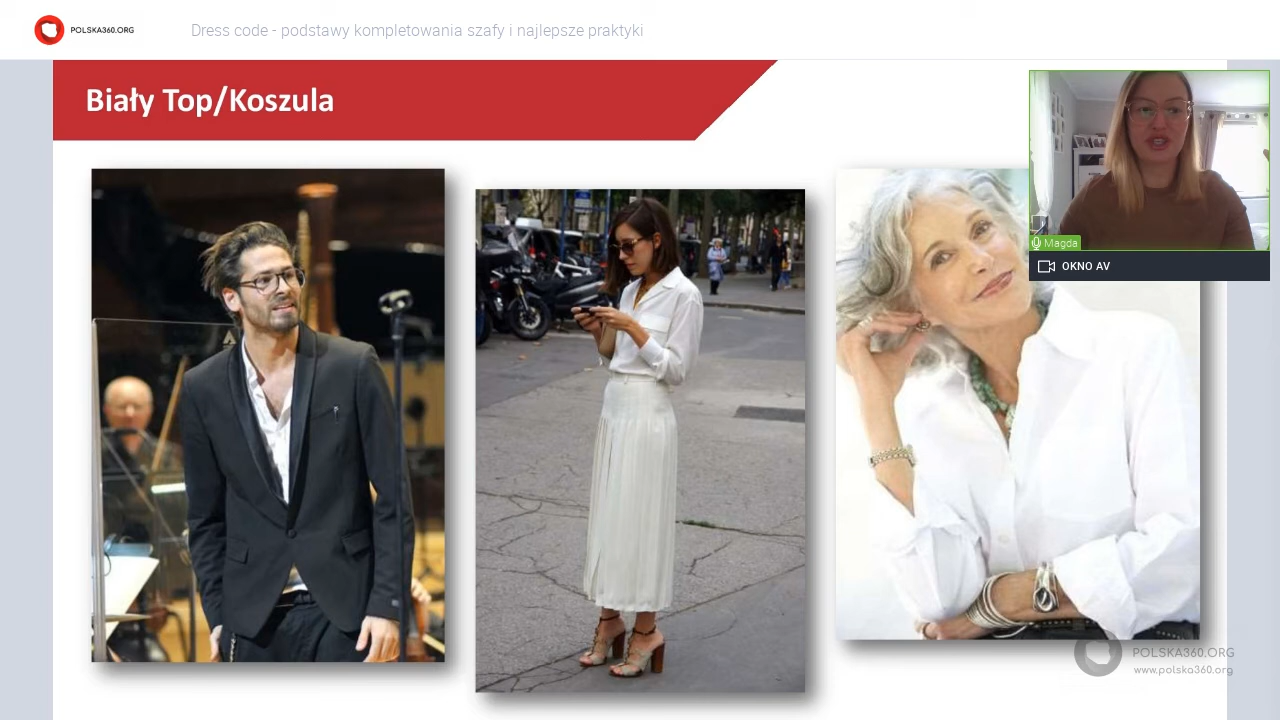 POLSKA360.ORG
Dress code - podstawy kompletowania szafy i najlepsze praktyki
Biały Top/Koszula
Magda
OKNO AV
POLSKA360.ORG
www.polska360.org